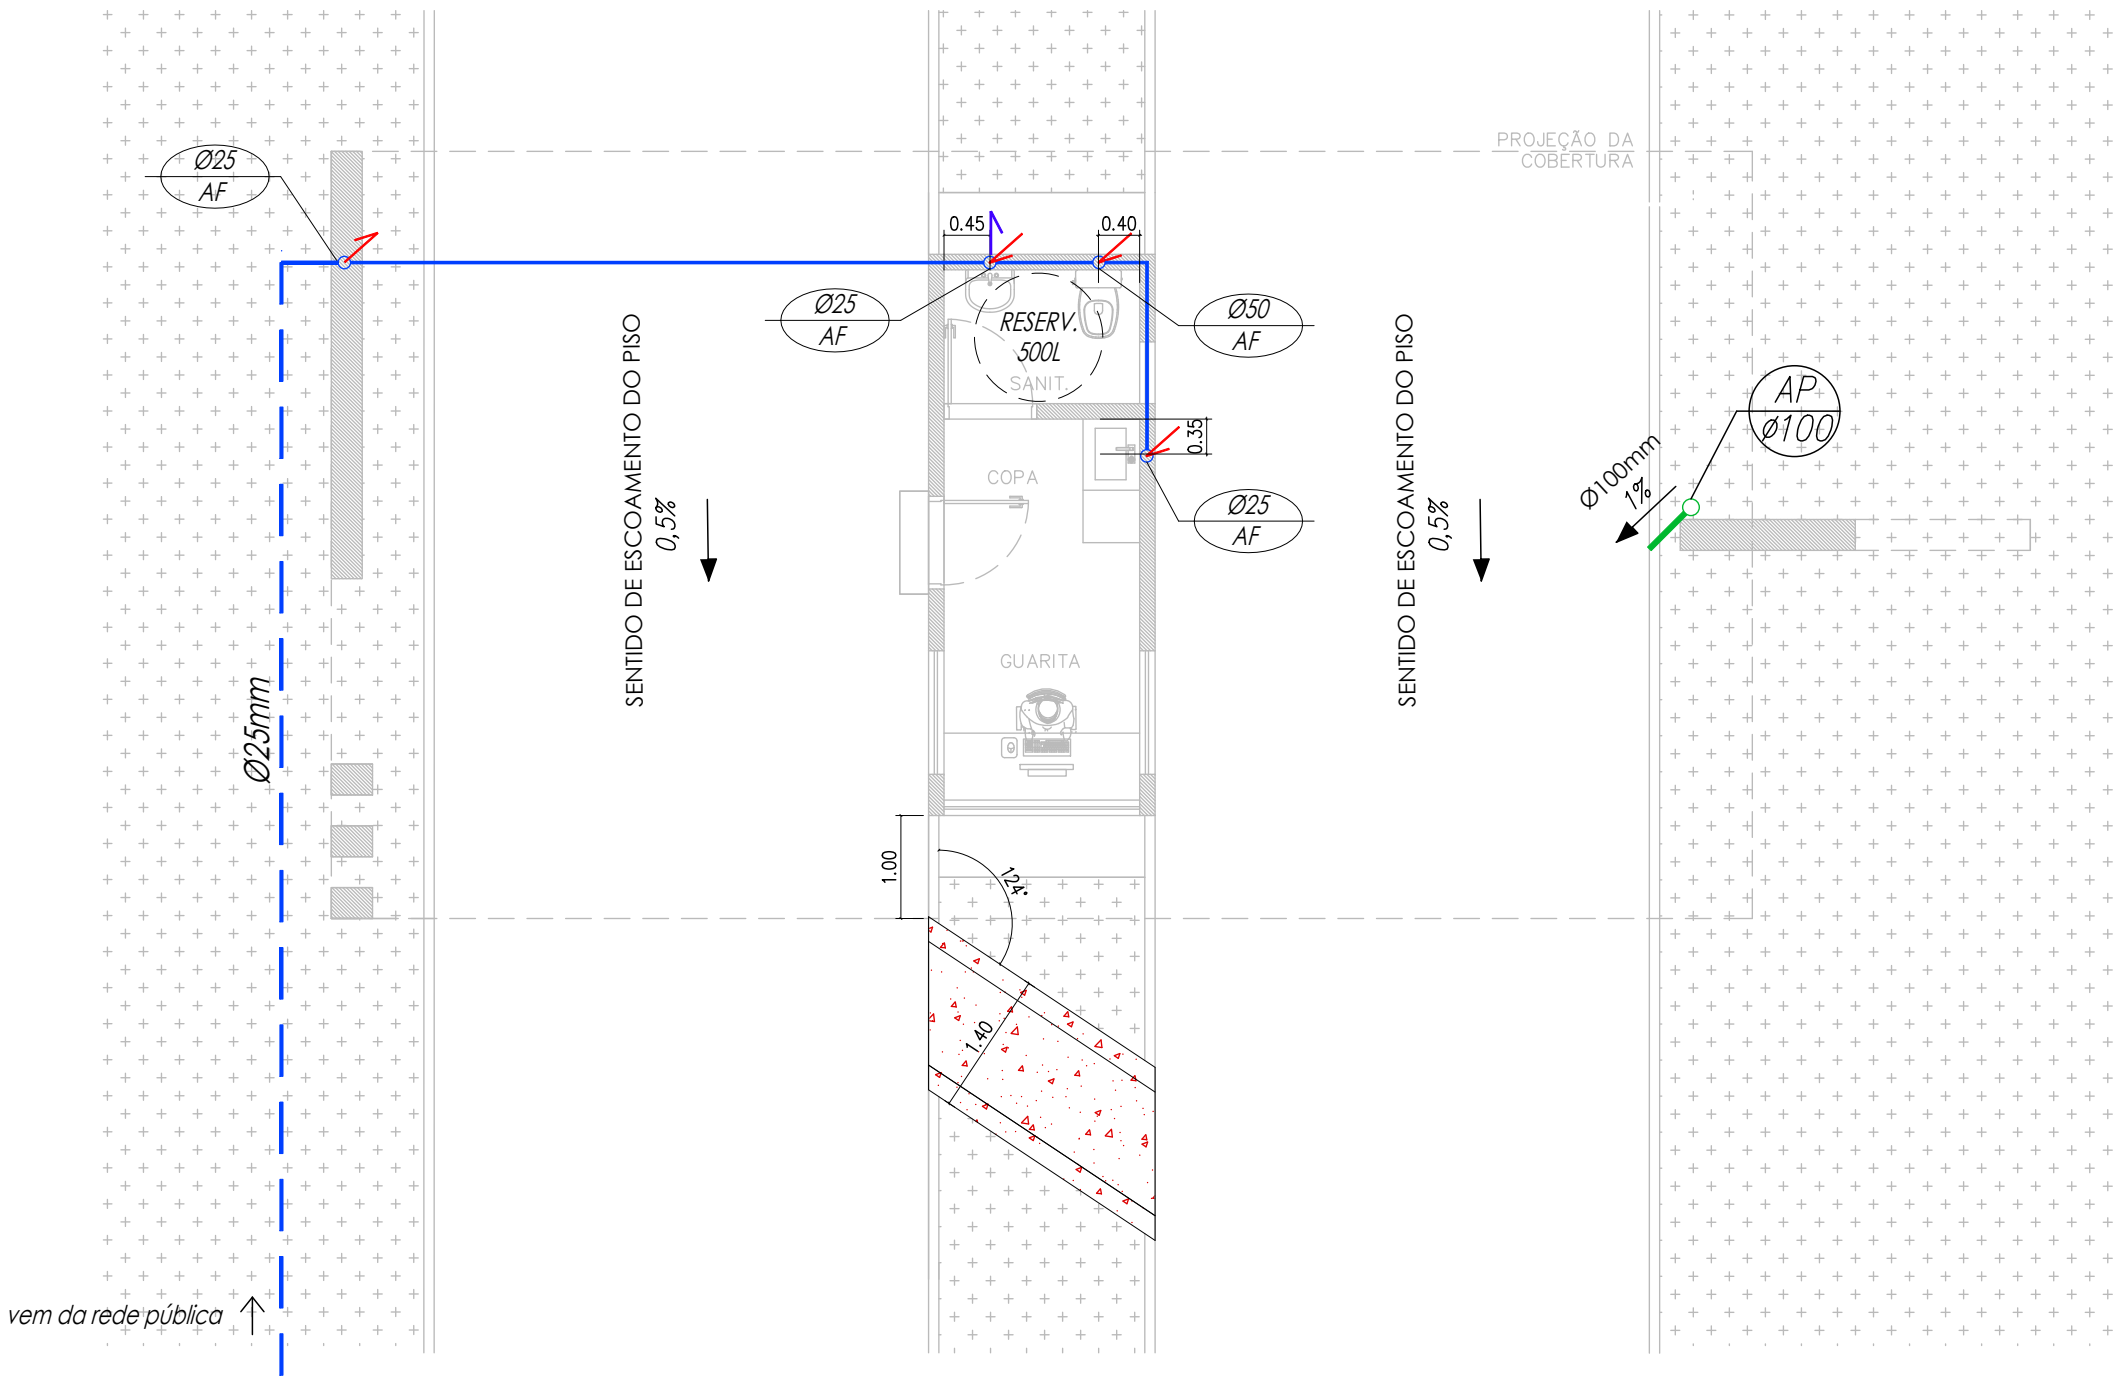 PROJEÇÃO DA
COBERTURA
Ø25
AF
0.45
0.40
Ø25
AF
RESERV.
500L
SANIT.
Ø50
AF
SENTIDO DE ESCOAMENTO DO PISO
0,5%
SENTIDO DE ESCOAMENTO DO PISO
0,5%
0.35
AP
Ø100
Ø100mm
1%
COPA
Ø25
AF
GUARITA
Ø25mm
1.00
124°
1.40
vem da rede pública